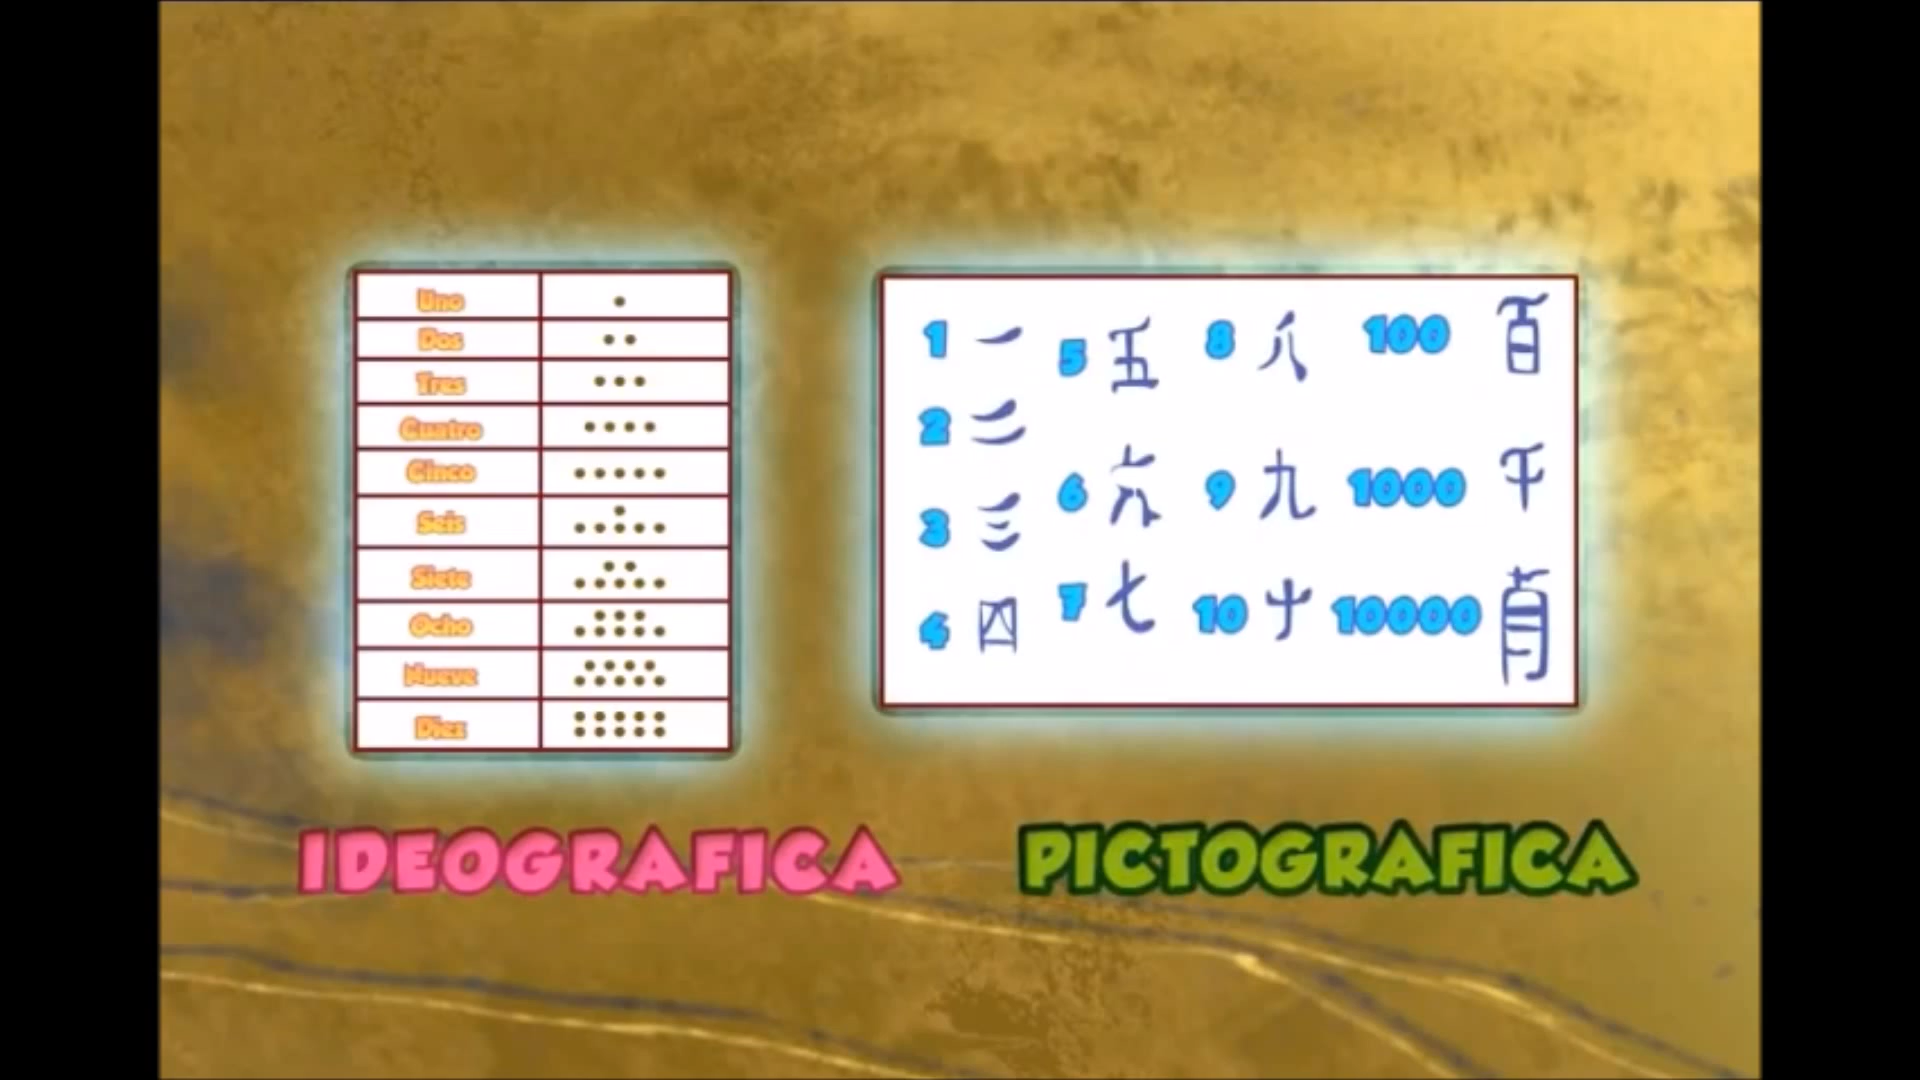 Uno
Dos
Tres
Cuatro
Cinco
Seis
Siete
Ocho
Nueve
Diez
1 一 5 五 8 八 100 百
2 二
3 三 6 六 9 九 1000 千
4 四 7 七 10 十 10000
IDEOGRAFICA PICTOGRAFICA